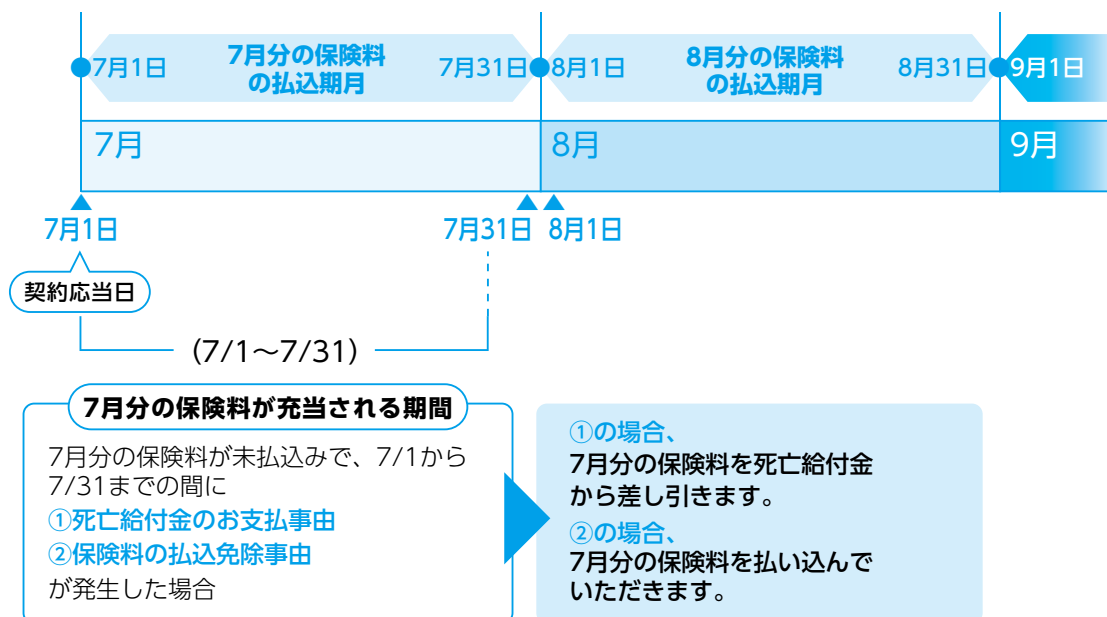 7月1日
7月分の保険料
の払込期月
7月31日
8月1日
8月分の保険料
の払込期月
8月31日
9月1日
7月
8月
9月
7月1日
7月31日
8月1日
契約応当日
(7/1～7/31)
7月分の保険料が充当される期間
7月分の保険料が未払込みで、7/1から
7/31までの間に
①死亡給付金のお支払事由
②保険料の払込免除事由
が発生した場合
①の場合、
7月分の保険料を死亡給付金
から差し引きます。
②の場合、
7月分の保険料を払い込んで
いただきます。